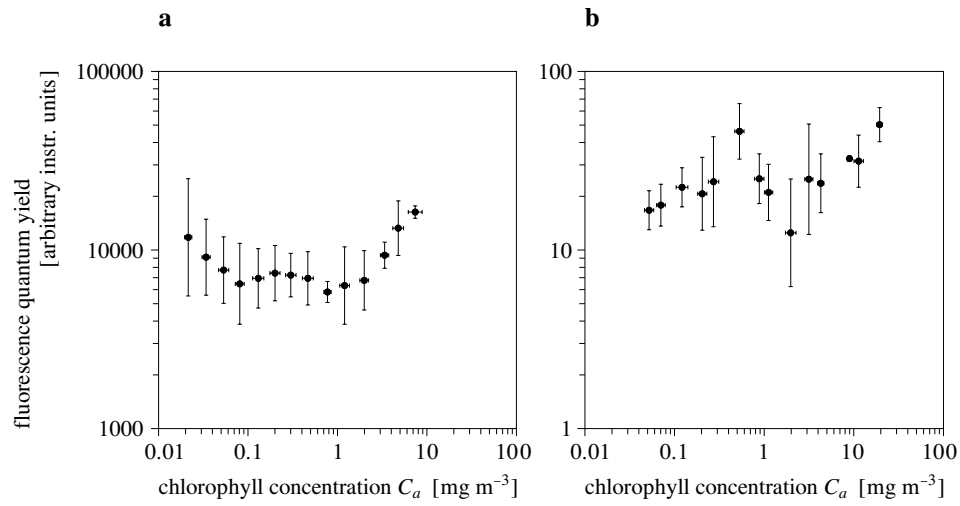 a
b
fluorescence quantum yield
[arbitrary instr. units]
100000
10000
1000
0.01
0.1
1
10
100
chlorophyll concentration Cₐ [mg m⁻³]
100
10
1
0.01
0.1
1
10
100
chlorophyll concentration Cₐ [mg m⁻³]